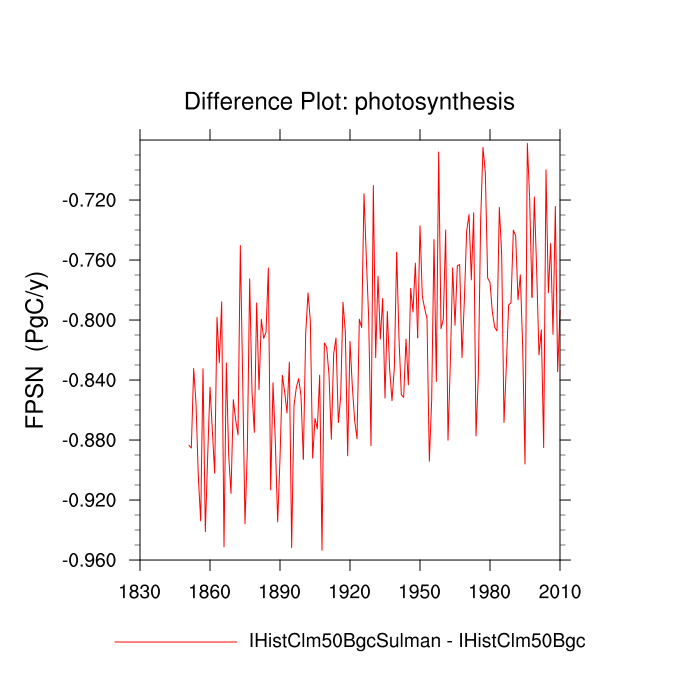 Difference Plot: photosynthesis
FPSN (PgC/y)
-0.720
-0.760
-0.800
-0.840
-0.880
-0.920
-0.960
1830 1860 1890 1920 1950 1980 2010
IHistClm50BgcSulman - IHistClm50Bgc